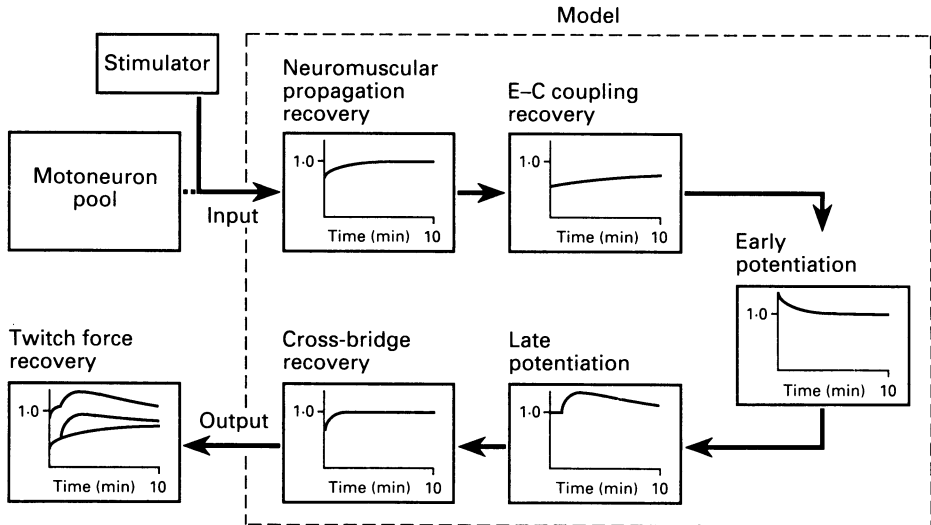 Model
Stimulator
Motoneuron
pool
Input
Neuromuscular
propagation
recovery
1·0
Time (min) 10
E–C coupling
recovery
1·0
Time (min) 10
Early
potentiation
1·0
Time (min) 10
Late
potentiation
1·0
Time (min) 10
Cross-bridge
recovery
1·0
Time (min) 10
Output
Twitch force
recovery
1·0
Time (min) 10